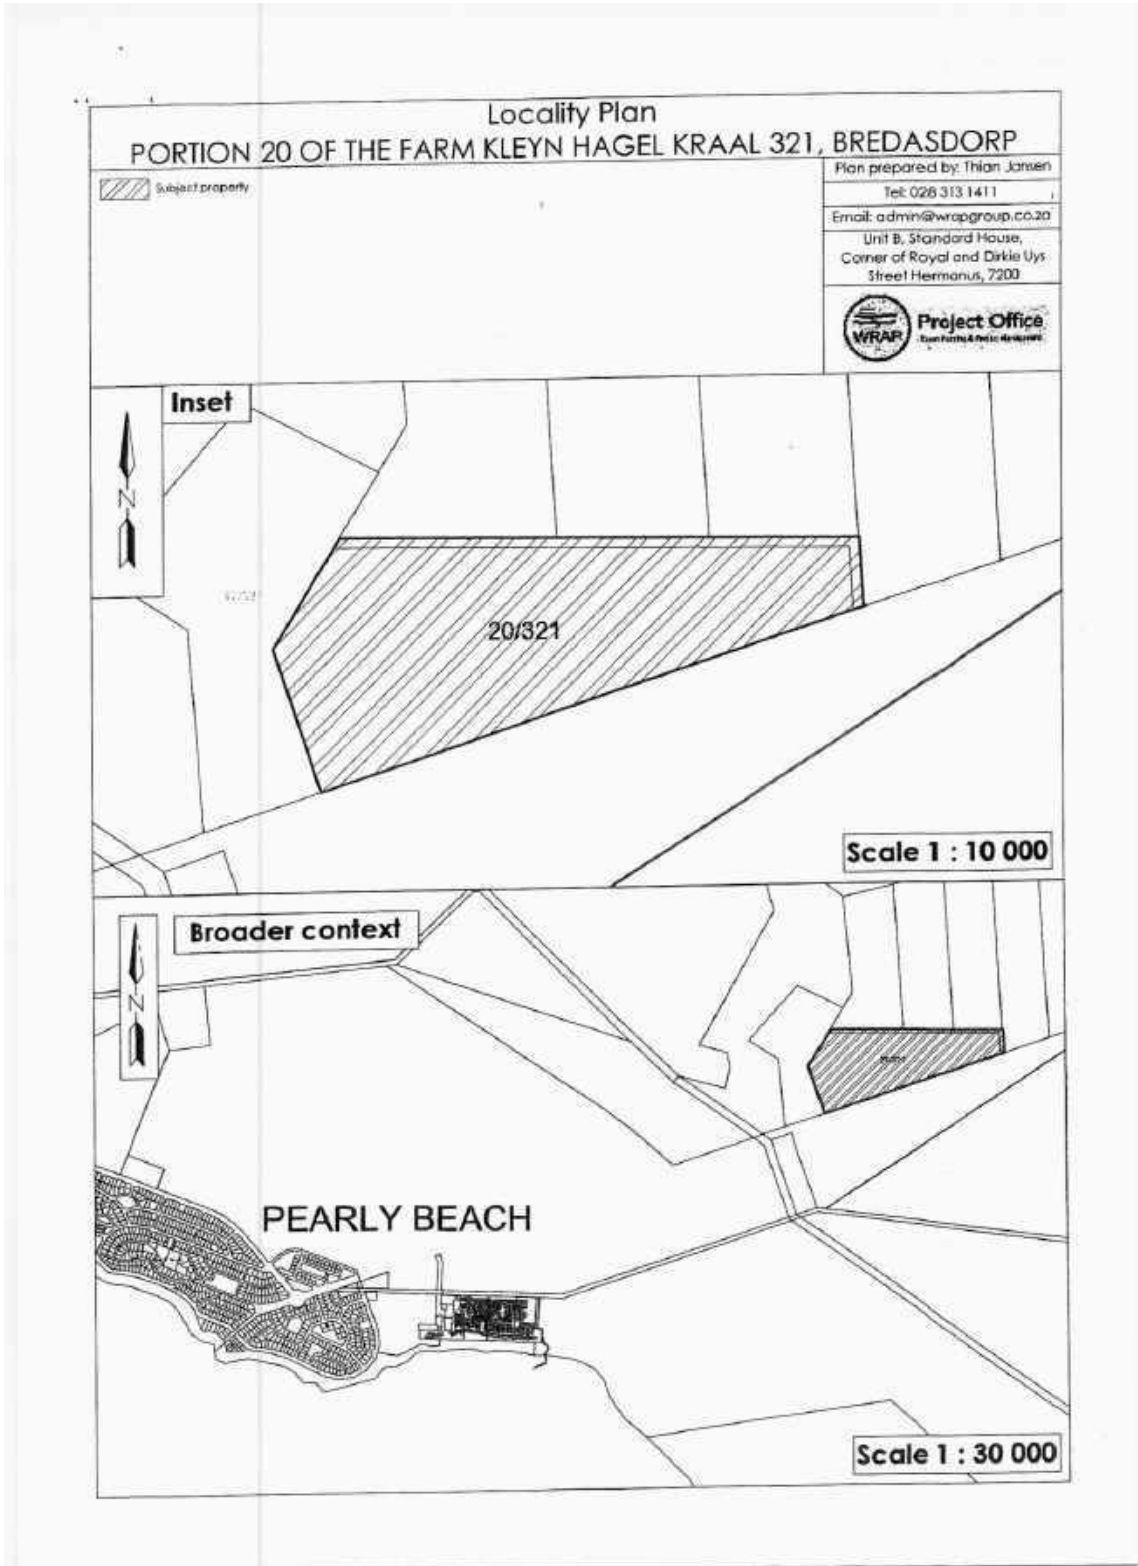 Locality Plan
PORTION 20 OF THE FARM KLEYN HAGEL KRAAL 321, BREDASDORP
Subject property
Plan prepared by: Thian Jansen
Tel: 028 313 1411
Email: admin@wrapgroup.co.za
Unit B, Standard House,
Corner of Royal and Dirkie Uys
Street Hermanus, 7200
WRAP
Project Office
Inset
N
20/321
Scale 1 : 10 000
Broader context
N
PEARLY BEACH
Scale 1 : 30 000